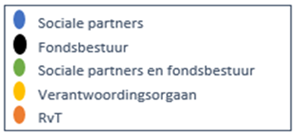 Sociale partners
Fondsbestuur
Sociale partners en fondsbestuur
Verantwoordingsorgaan
RvT